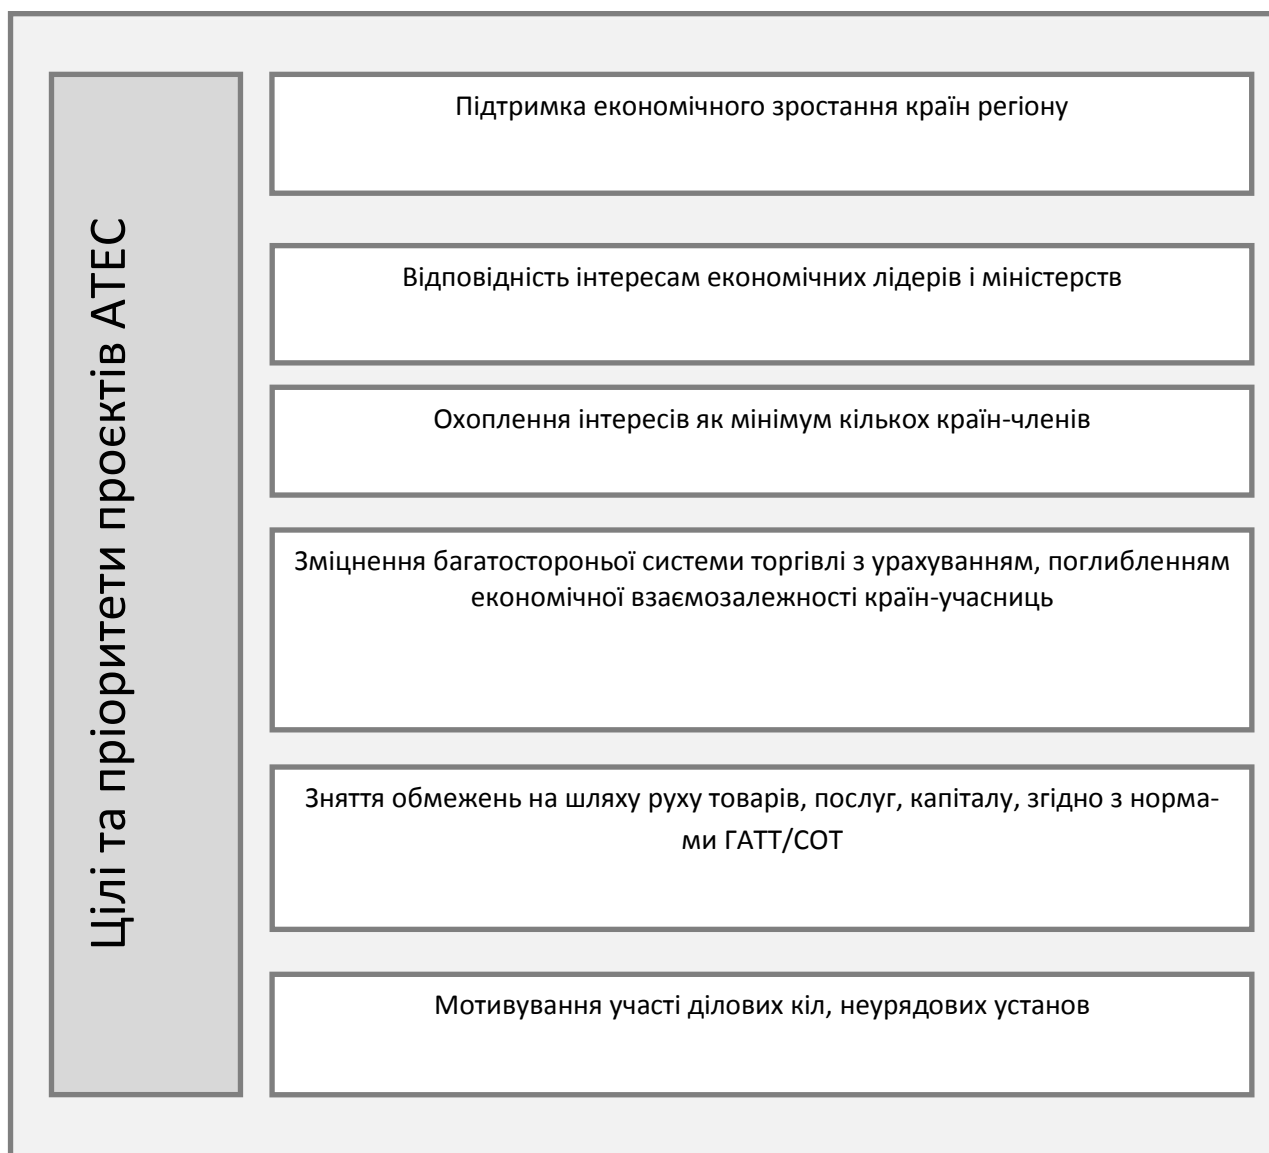 Цілі та пріоритети проєктів АТЕС
Підтримка економічного зростання країн регіону
Відповідність інтересам економічних лідерів і міністерств
Охоплення інтересів як мінімум кількох країн-членів
Зміцнення багатостороньої системи торгівлі з урахуванням, поглибленням
економічної взаємозалежності країн-учасниць
Зняття обмежень на шляху руху товарів, послуг, капіталу, згідно з норма-
ми ГАТТ/СОТ
Мотивування участі ділових кіл, неурядових установ